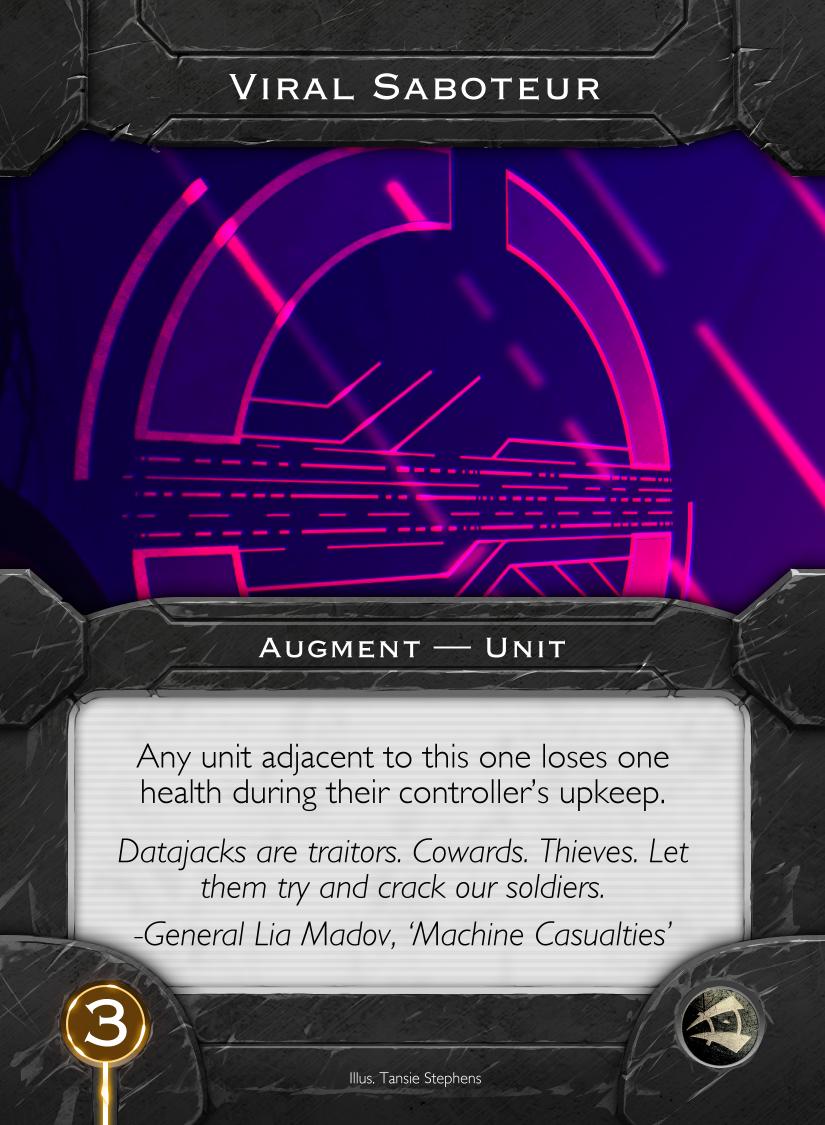 Viral Saboteur
Augment — Unit
Any unit adjacent to this one loses one
health during their controller’s upkeep.
Datajacks are traitors. Cowards. Thieves. Let
them try and crack our soldiers.
-General Lia Madov, ‘Machine Casualties’
3
Illus. Tansie Stephens